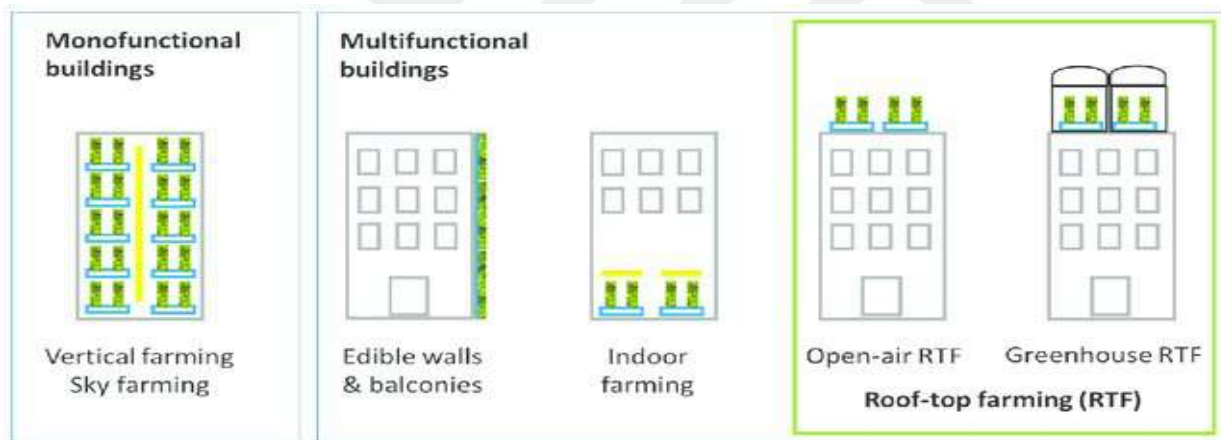 Monofunctional
buildings
Multifunctional
buildings
Vertical farming
Sky farming
Edible walls
& balconies
Indoor
farming
Open-air RTF
Greenhouse RTF
Roof-top farming (RTF)